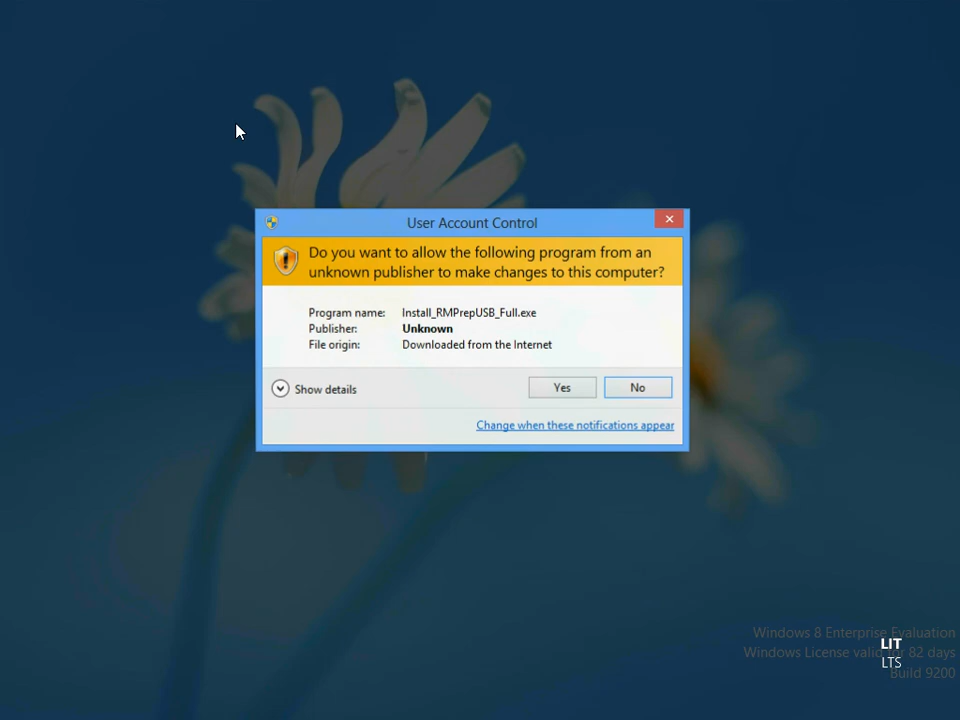 User Account Control
Do you want to allow the following program from an
unknown publisher to make changes to this computer?
Program name: Install_RMPrepUSB_Full.exe
Publisher: Unknown
File origin: Downloaded from the Internet
Show details
Yes
No
Change when these notifications appear
Windows 8 Enterprise Evaluation
LIT
Windows License valid for 82 days
LTS
Build 9200